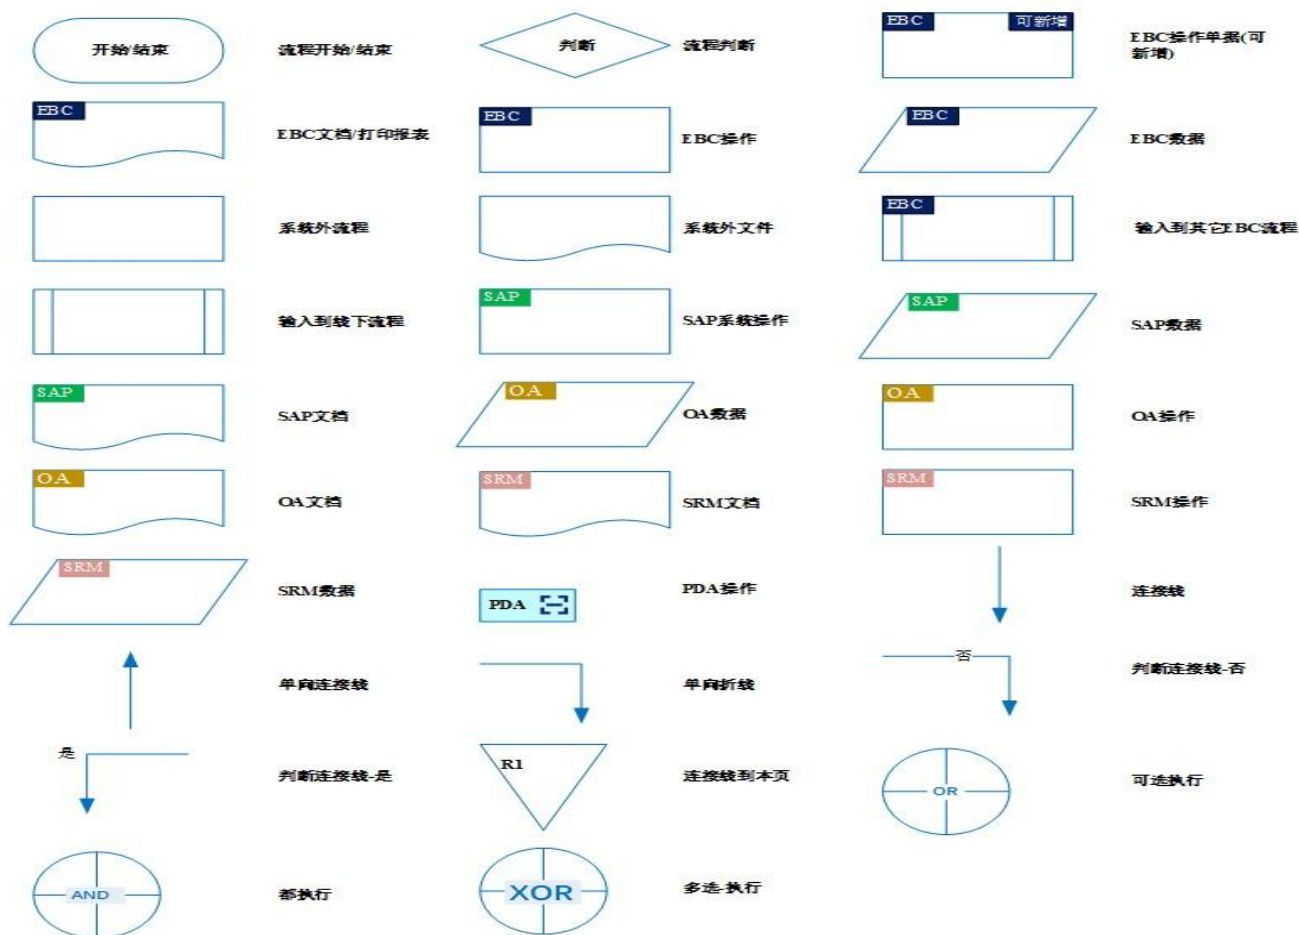 开始/结束
流程开始/结束
判断
流程判断
EBC
可新增
EBC操作单据(可
新增)
EBC
EBC文档/打印报表
EBC
EBC操作
EBC
EBC数据
系统外流程
系统外文件
EBC
输入到其它EBC流程
输入到线下流程
SAP
SAP系统操作
SAP
SAP数据
SAP
SAP文档
OA
OA数据
OA
OA操作
OA
OA文档
SRM
SRM文档
SRM
SRM操作
SRM
SRM数据
PDA
PDA操作
连接线
单向连接线
单向折线
否
判断连接线-否
是
判断连接线-是
R1
连接线到本页
OR
可选执行
AND
都执行
XOR
多选-执行